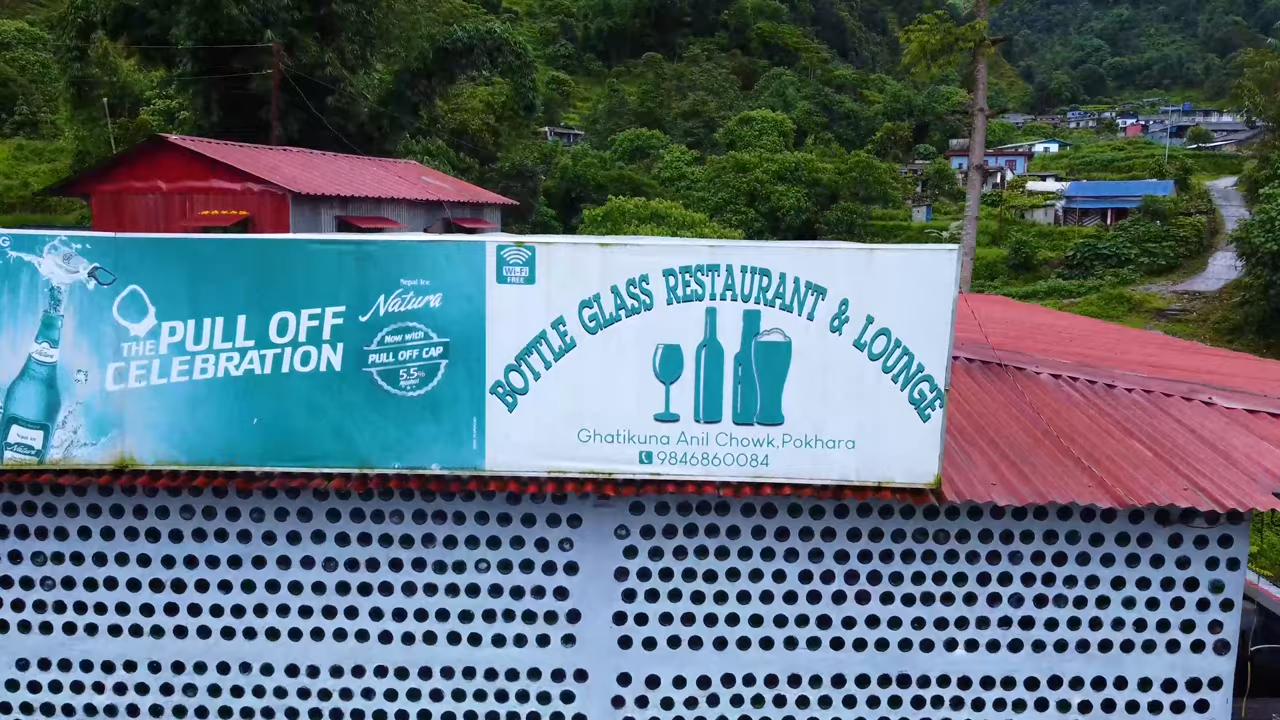 THE PULL OFF
CELEBRATION
Nepal Ice
Natura
Now with
PULL OFF CAP
5.5%
Alcohol
Wi-Fi
FREE
BOTTLE GLASS RESTAURANT & LOUNGE
Ghatikuna Anil Chowk,Pokhara
9846860084